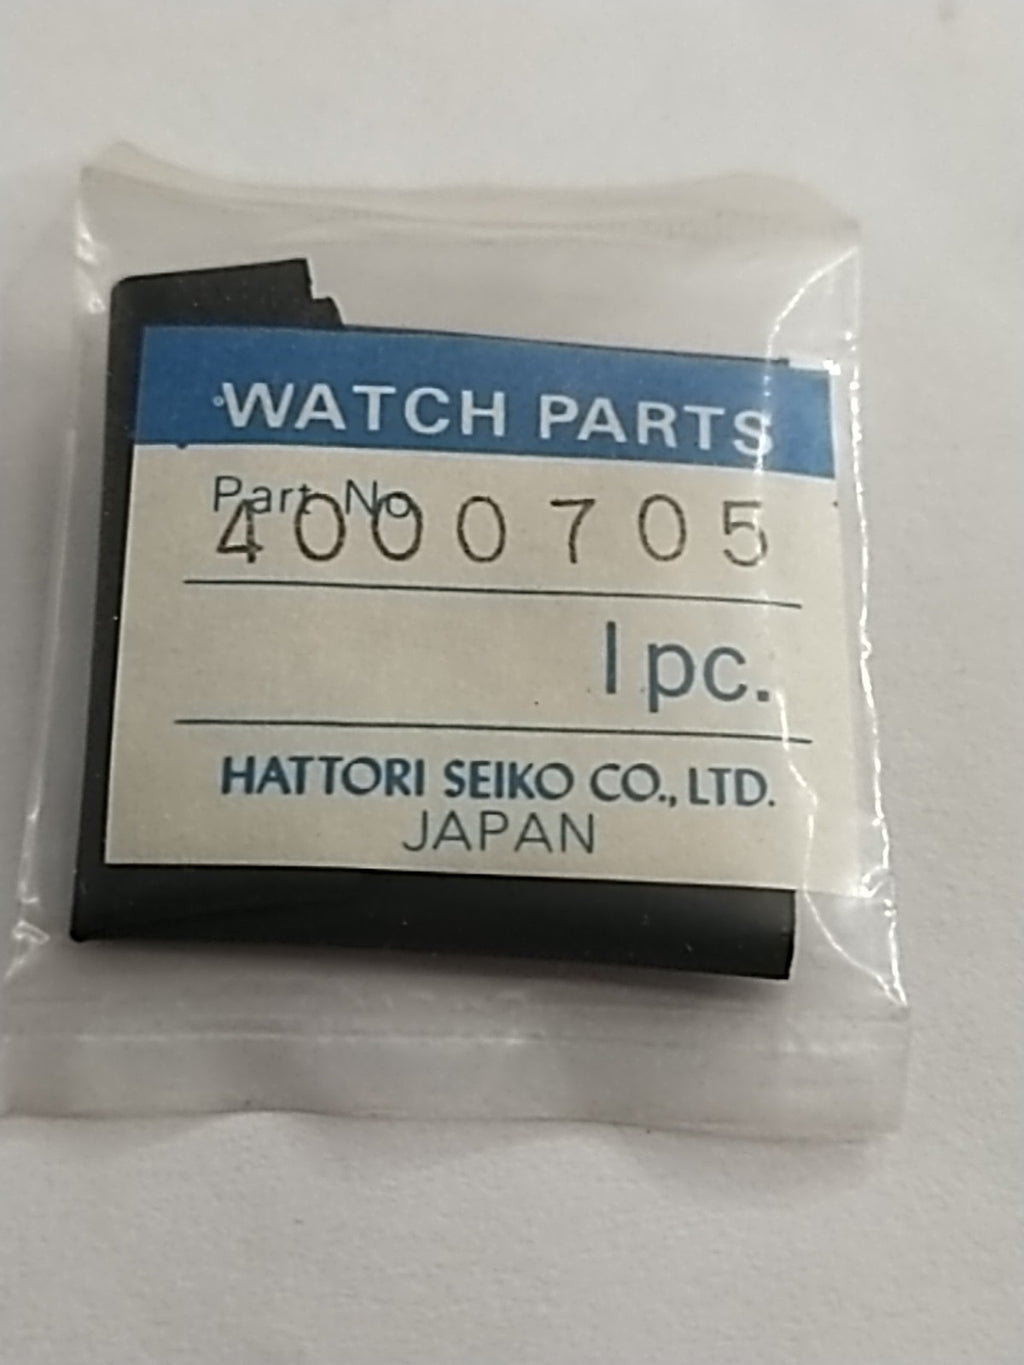 WATCH PARTS
Part No
4000705
1 pc.
HATTORI SEIKO CO., LTD.
JAPAN